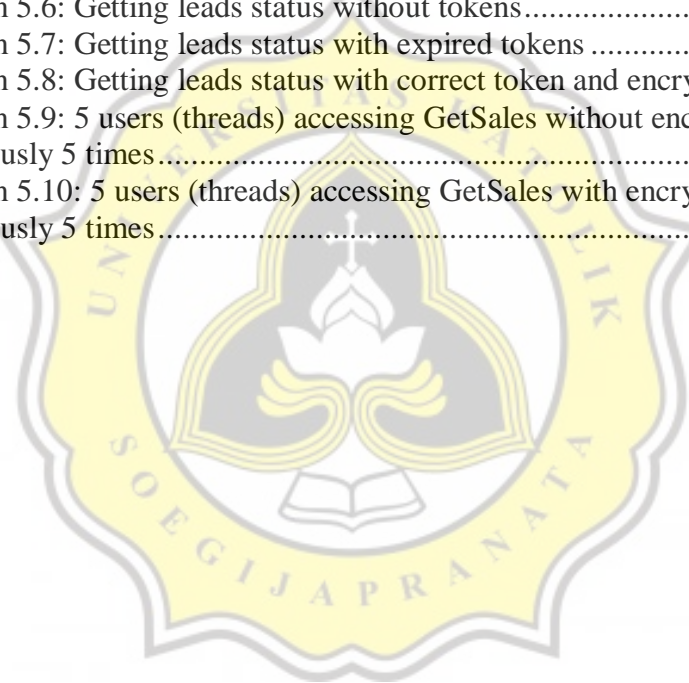 n 5.6: Getting leads status without tokens.....................
n 5.7: Getting leads status with expired tokens ............
n 5.8: Getting leads status with correct token and encry
n 5.9: 5 users (threads) accessing GetSales without enc
ously 5 times.......................................................................
n 5.10: 5 users (threads) accessing GetSales with encry
ously 5 times.......................................................................
UNIVERSITAS KATOLIK
SOEGIJAPRANATA